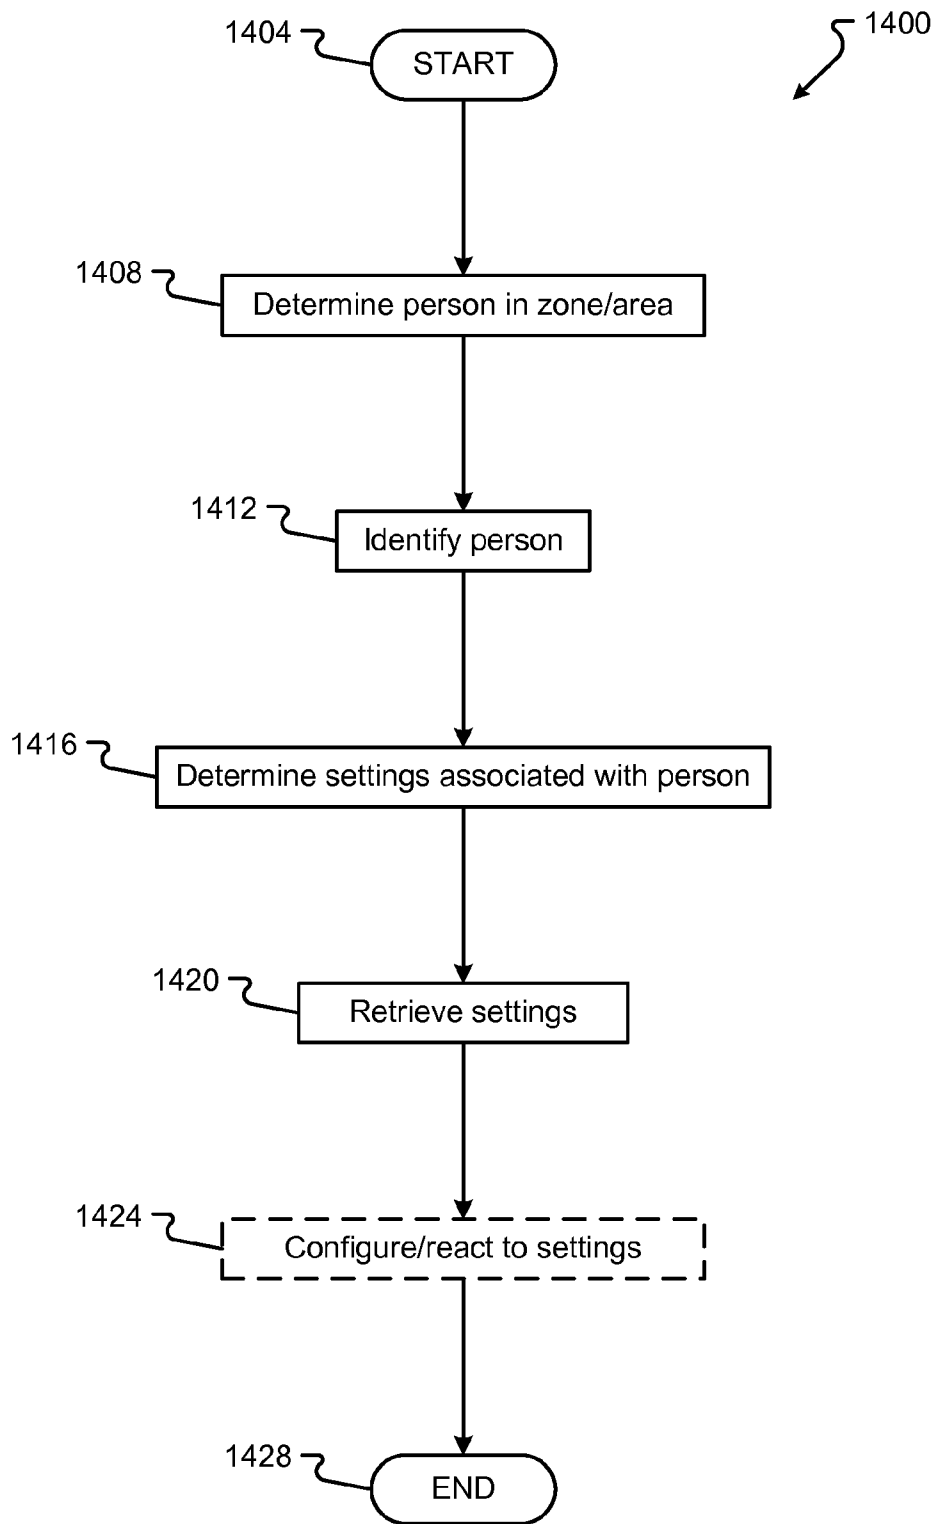 1400
1404
START
1408
Determine person in zone/area
1412
Identify person
1416
Determine settings associated with person
1420
Retrieve settings
1424
Configure/react to settings
1428
END